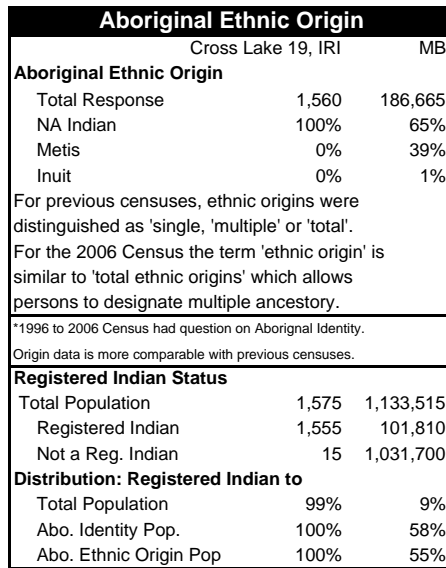 Aboriginal Ethnic Origin
Cross Lake 19, IRI MB
Aboriginal Ethnic Origin
Total Response 1,560 186,665
NA Indian 100% 65%
Metis 0% 39%
Inuit 0% 1%
For previous censuses, ethnic origins were
distinguished as 'single, 'multiple' or 'total'.
For the 2006 Census the term 'ethnic origin' is
similar to 'total ethnic origins' which allows
persons to designate multiple ancestory.
*1996 to 2006 Census had question on Aborignal Identity.
Origin data is more comparable with previous censuses.
Registered Indian Status
Total Population 1,575 1,133,515
Registered Indian 1,555 101,810
Not a Reg. Indian 15 1,031,700
Distribution: Registered Indian to
Total Population 99% 9%
Abo. Identity Pop. 100% 58%
Abo. Ethnic Origin Pop 100% 55%